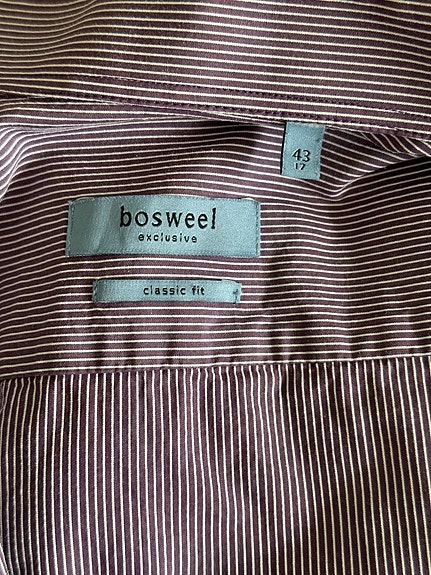 43
17
bosweel
exclusive
classic fit